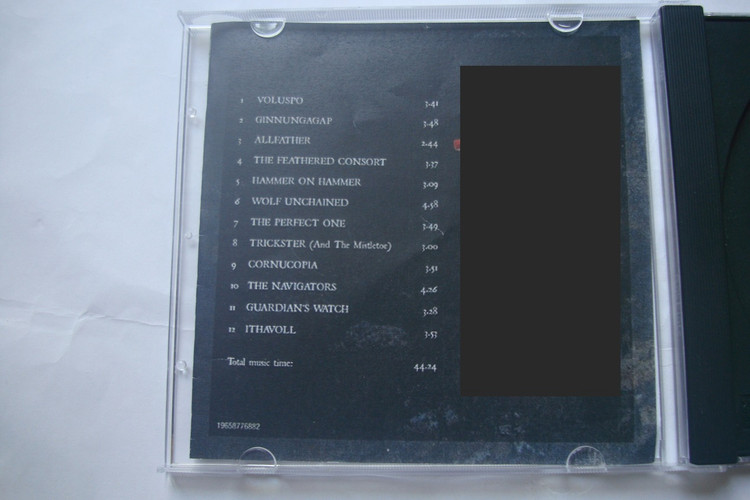 1 VOLUSPO 3.41
2 GINNUNGAGAP 3.48
3 ALLFATHER 2.44
4 THE FEATHERED CONSORT 3.37
5 HAMMER ON HAMMER 3.09
6 WOLF UNCHAINED 4.58
7 THE PERFECT ONE 3.49
8 TRICKSTER (And The Mistletoe) 3.00
9 CORNUCOPIA 3.51
10 THE NAVIGATORS 4.26
11 GUARDIAN'S WATCH 3.28
12 ITHAVOLL 3.53
Total music time: 44.24
19658776882